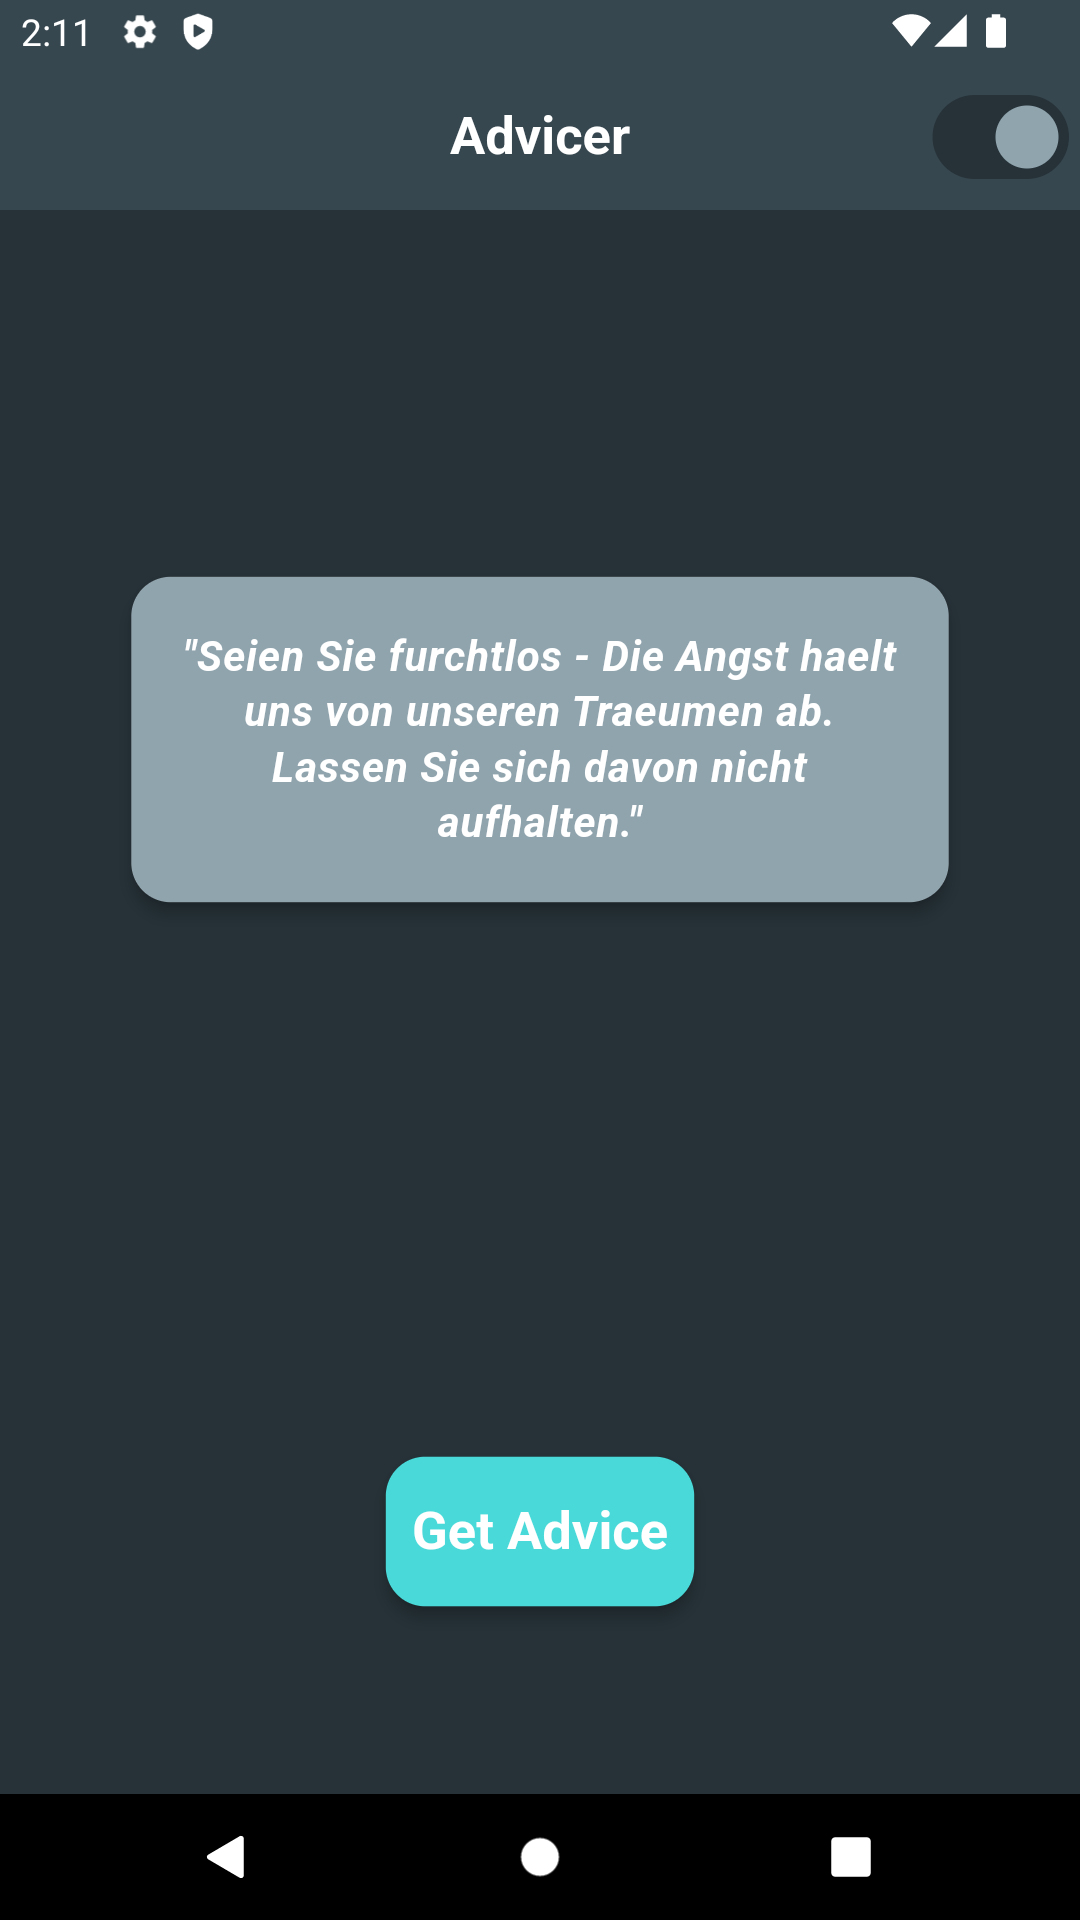 2:11
Advicer
"Seien Sie furchtlos - Die Angst haelt
uns von unseren Traeumen ab.
Lassen Sie sich davon nicht
aufhalten."
Get Advice